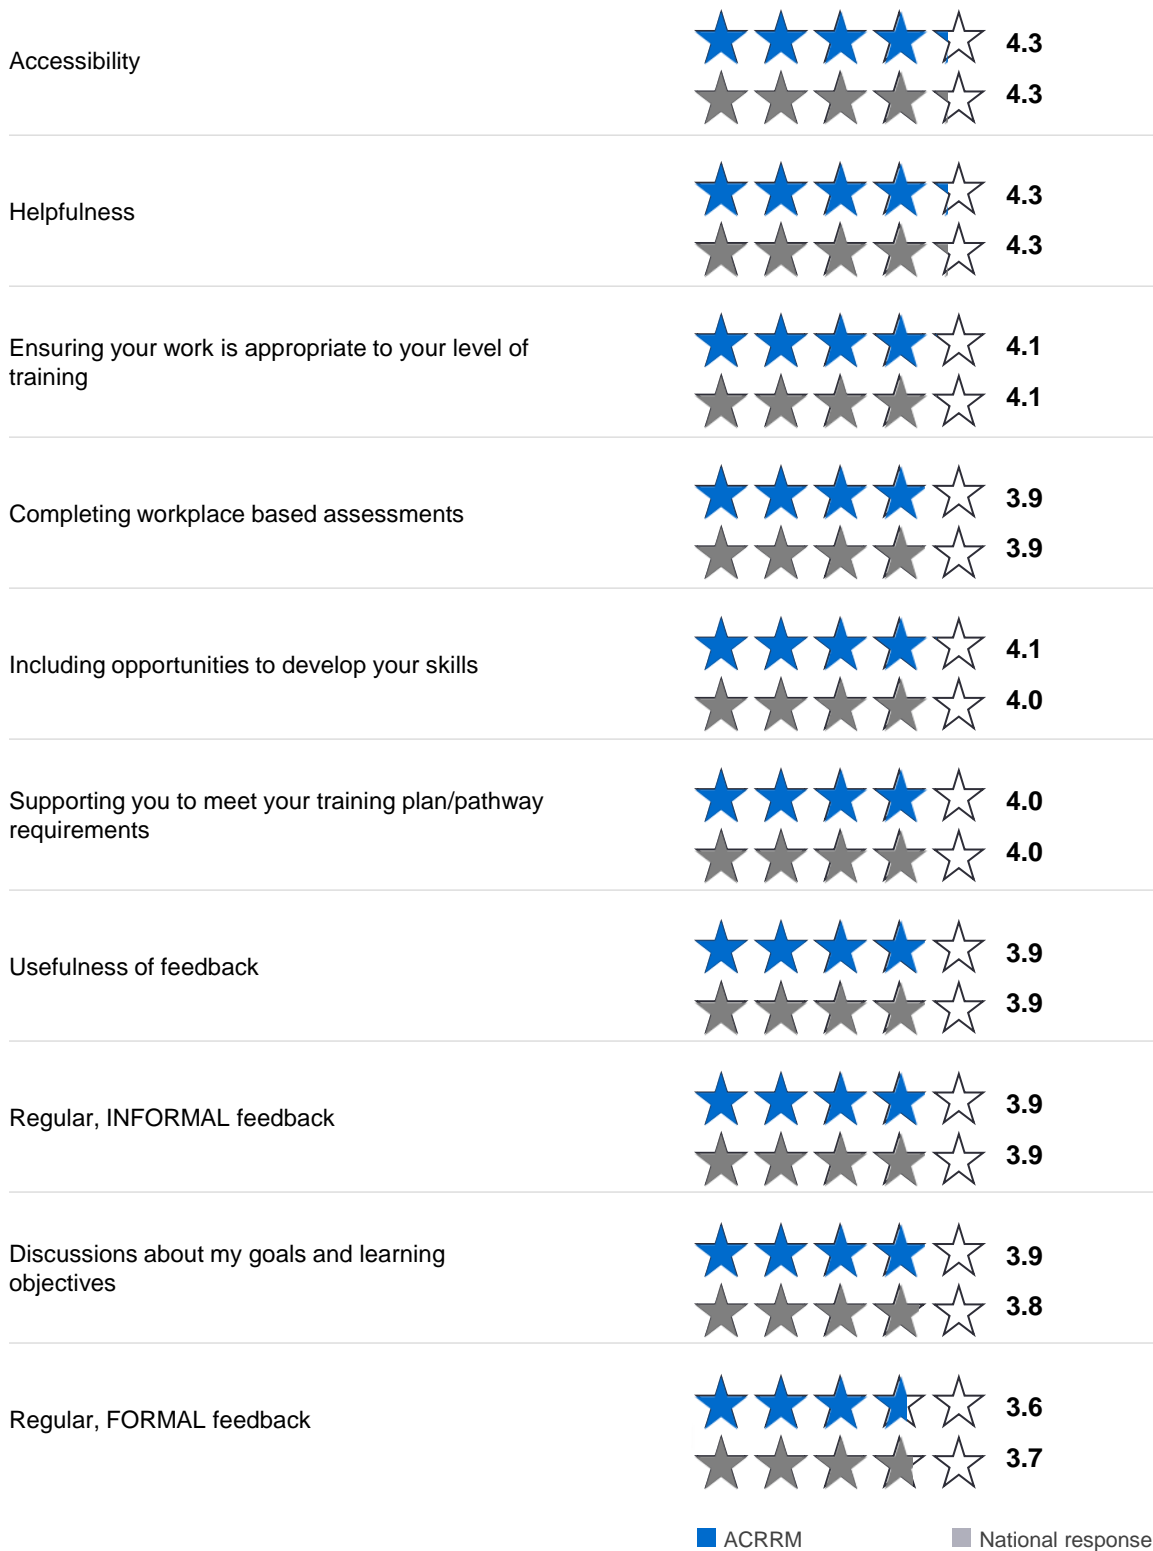 4.3
Accessibility
4.3
4.3
Helpfulness
4.3
Ensuring your work is appropriate to your level of
training
4.1
4.1
Completing workplace based assessments
3.9
3.9
Including opportunities to develop your skills
4.1
4.0
Supporting you to meet your training plan/pathway
requirements
4.0
4.0
Usefulness of feedback
3.9
3.9
Regular, INFORMAL feedback
3.9
3.9
Discussions about my goals and learning
objectives
3.9
3.8
Regular, FORMAL feedback
3.6
3.7
ACRRM
National response